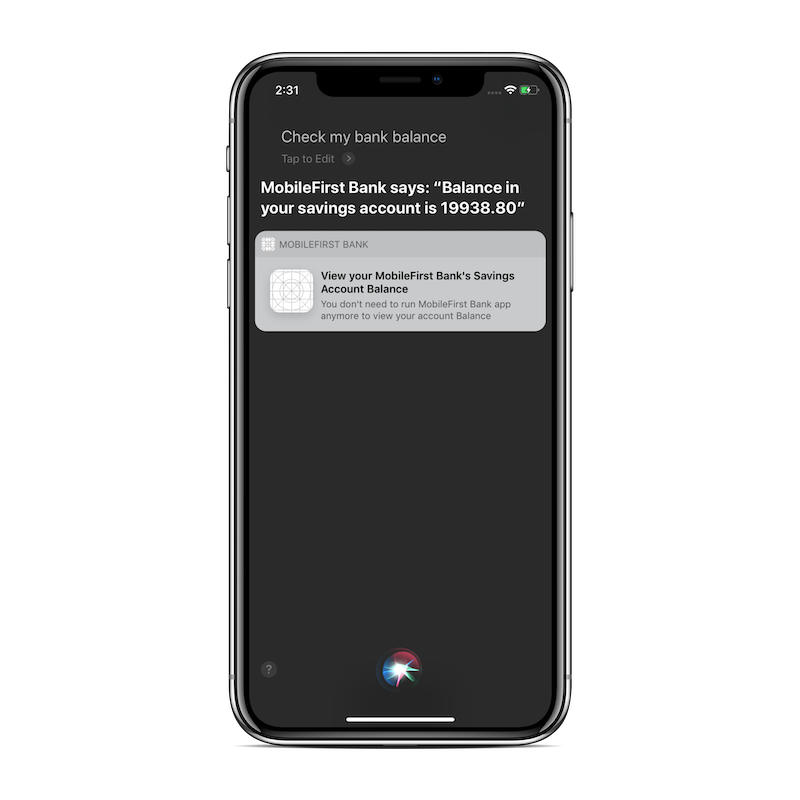 2:31
Check my bank balance
Tap to Edit
MobileFirst Bank says: “Balance in
your savings account is 19938.80”
MOBILEFIRST BANK
View your MobileFirst Bank's Savings
Account Balance
You don't need to run MobileFirst Bank app
anymore to view your account Balance
?